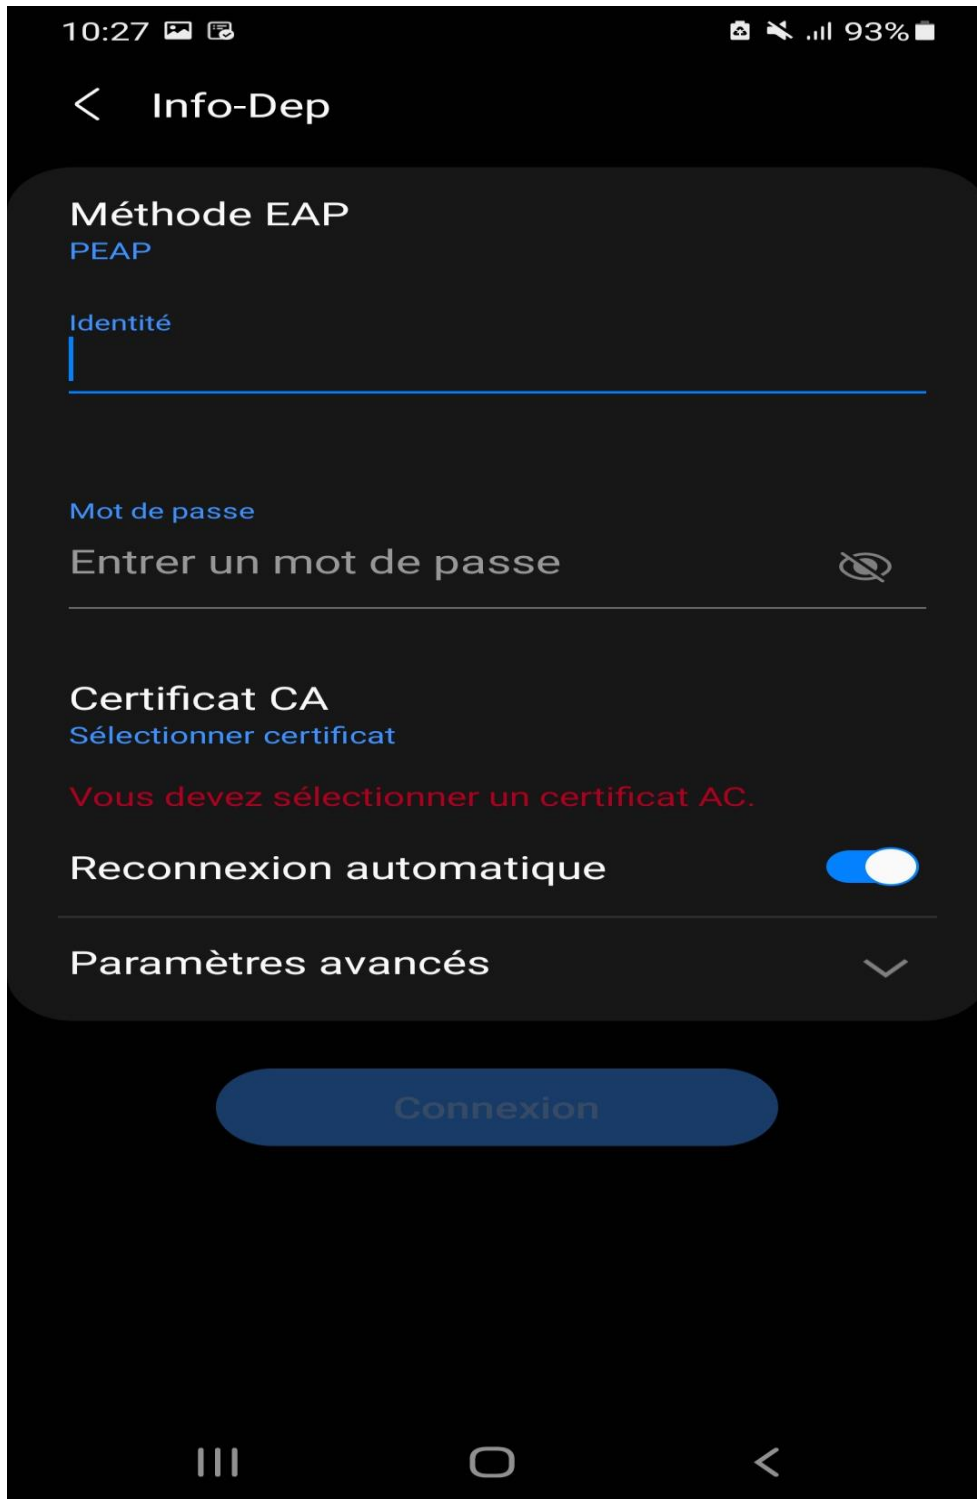 10:27
93%
Info-Dep
Méthode EAP
PEAP
Identité
Mot de passe
Entrer un mot de passe
Certificat CA
Sélectionner certificat
Vous devez sélectionner un certificat AC.
Reconnexion automatique
Paramètres avancés
Connexion